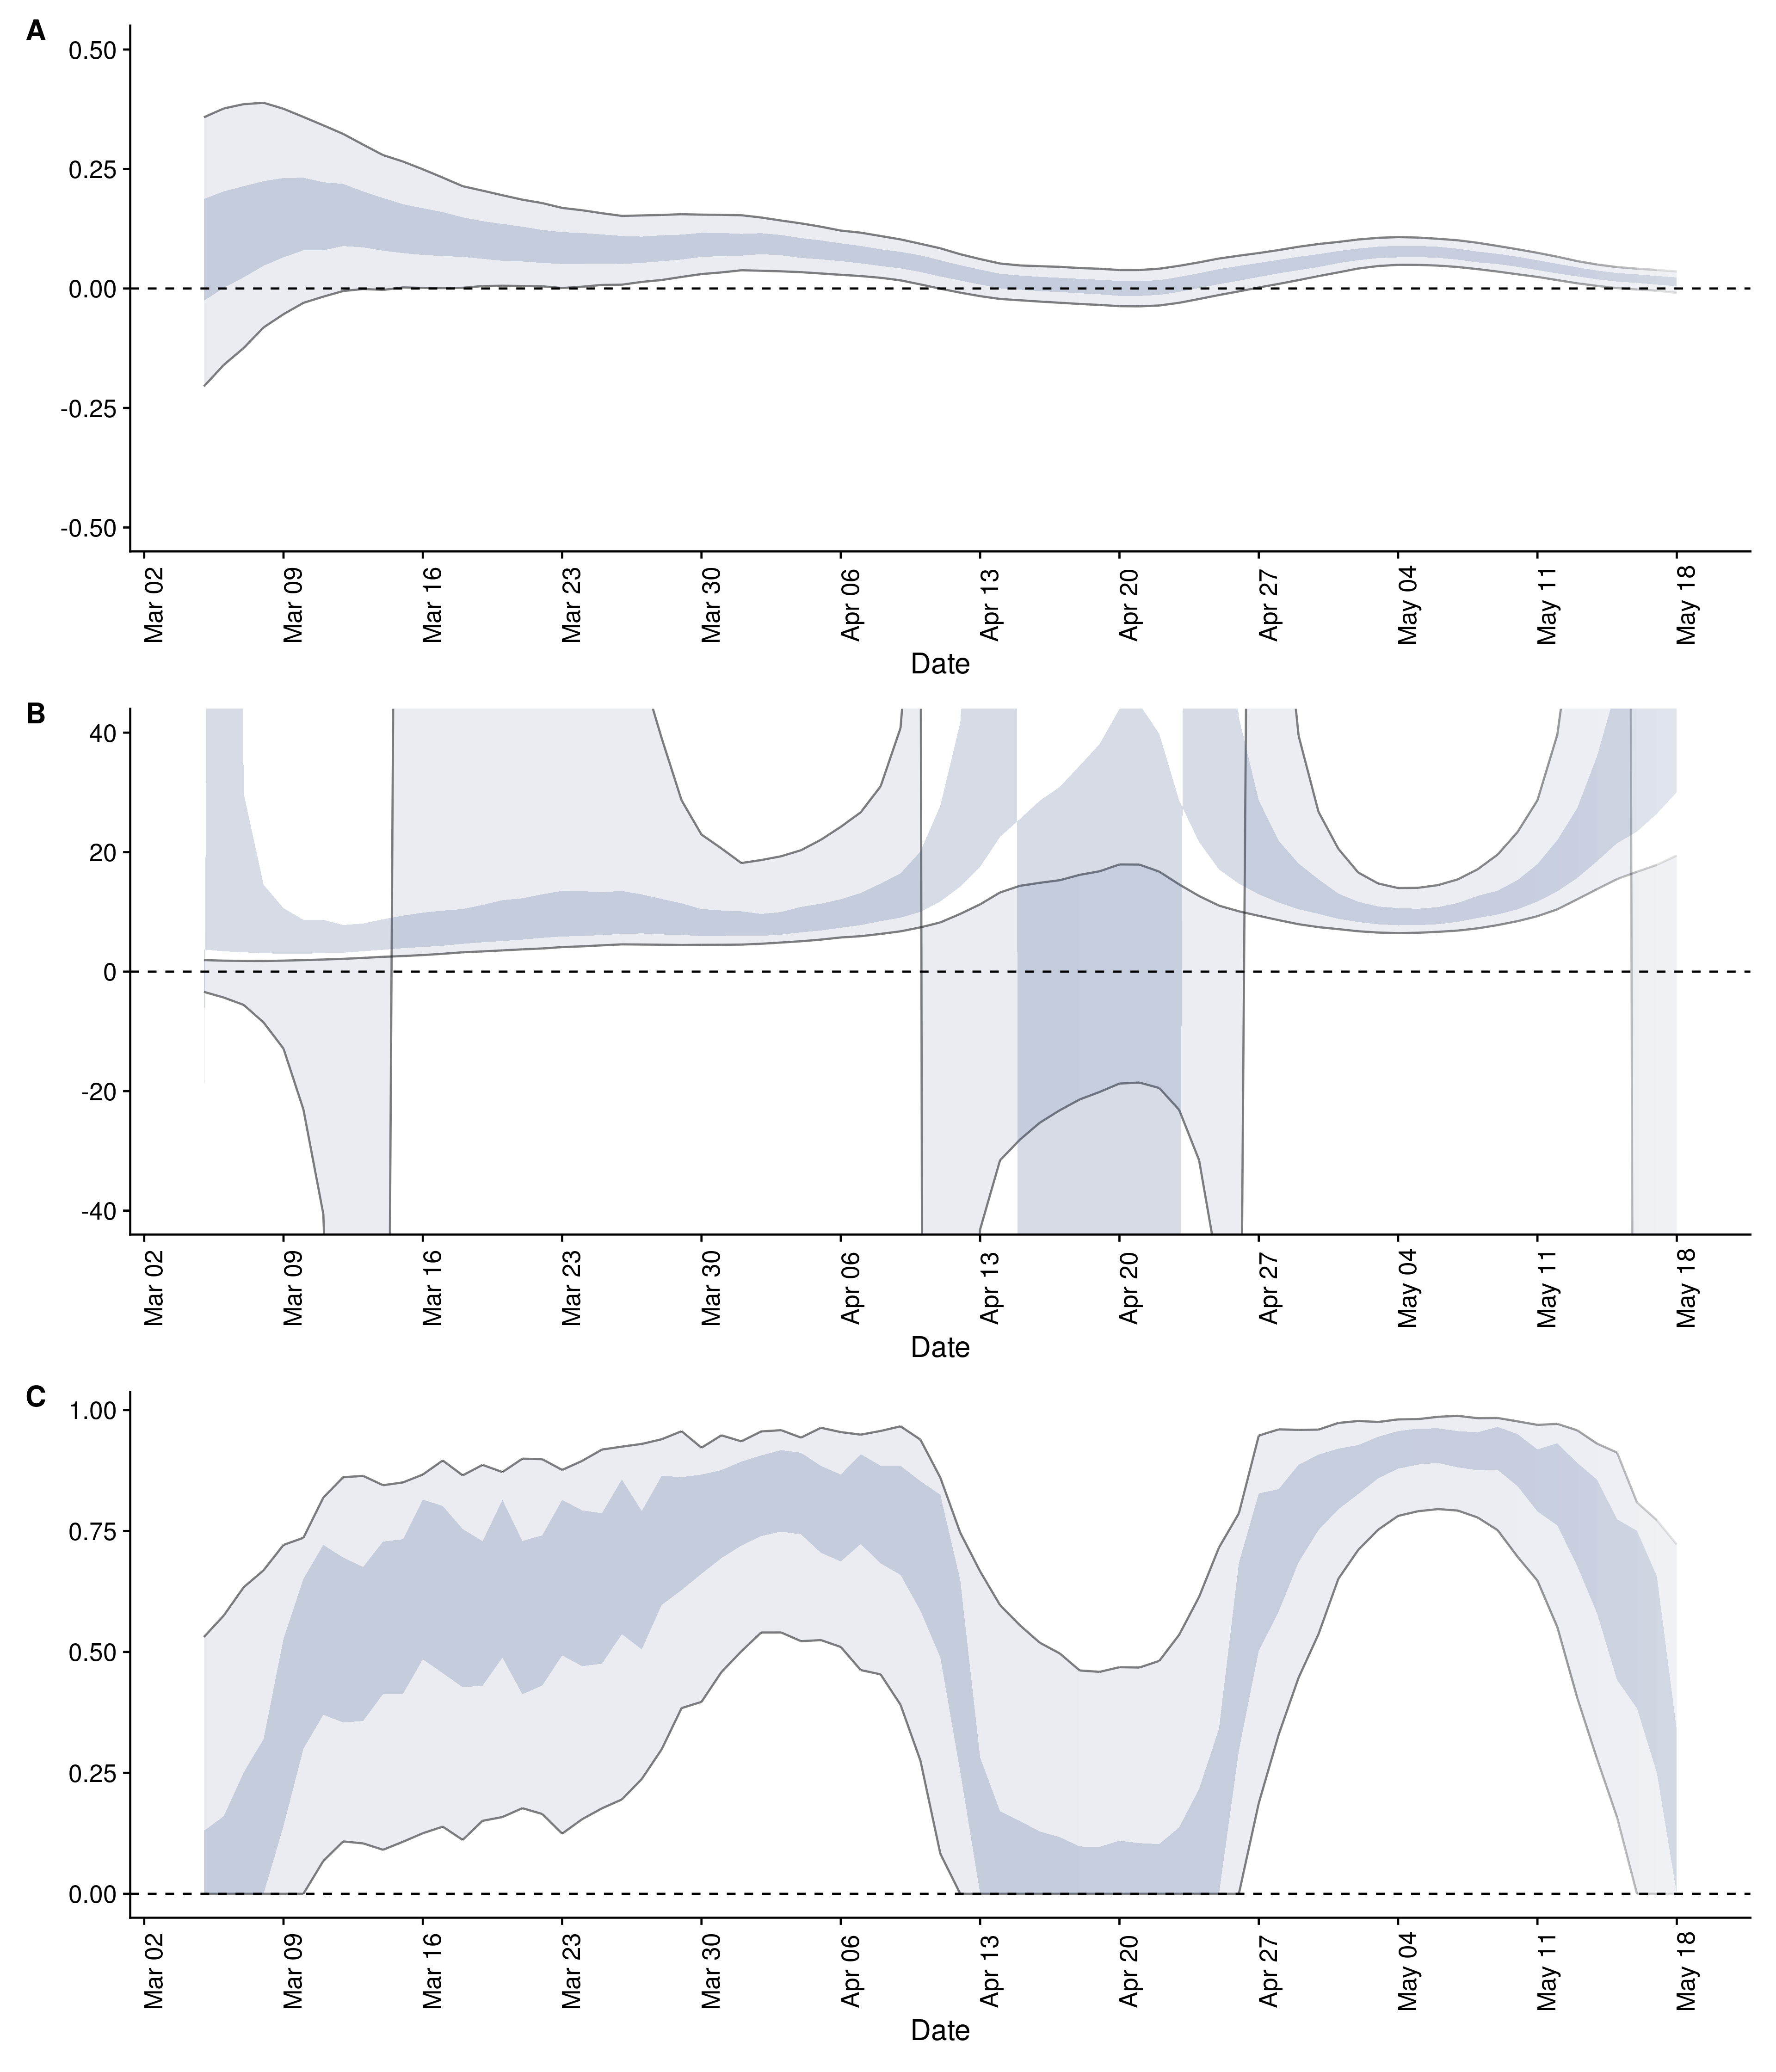 A
0.50
0.25
0.00
-0.25
-0.50
Mar 02
Mar 09
Mar 16
Mar 23
Mar 30
Apr 06
Apr 13
Apr 20
Apr 27
May 04
May 11
May 18
Date
B
40
20
0
-20
-40
Mar 02
Mar 09
Mar 16
Mar 23
Mar 30
Apr 06
Apr 13
Apr 20
Apr 27
May 04
May 11
May 18
Date
C
1.00
0.75
0.50
0.25
0.00
Mar 02
Mar 09
Mar 16
Mar 23
Mar 30
Apr 06
Apr 13
Apr 20
Apr 27
May 04
May 11
May 18
Date